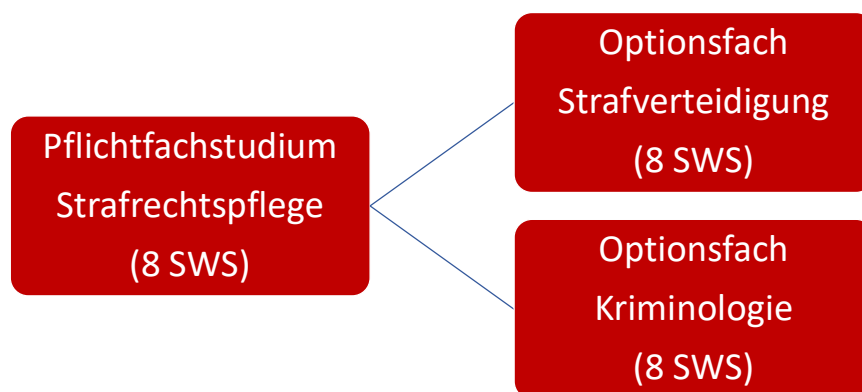 Pflichtfachstudium
Strafrechtspflege
(8 SWS)
Optionsfach
Strafverteidigung
(8 SWS)
Optionsfach
Kriminologie
(8 SWS)